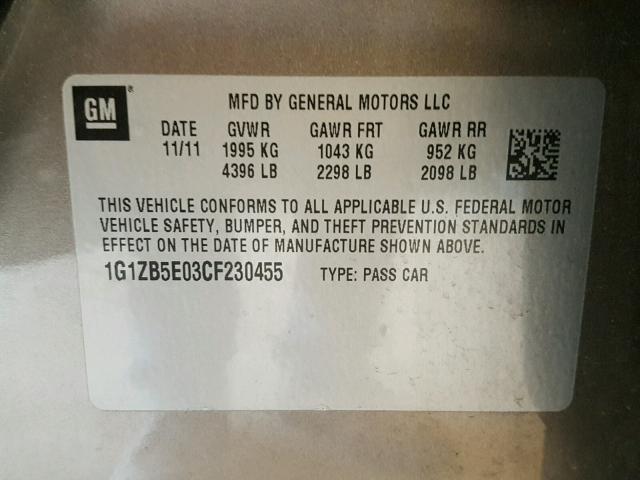 GM
MFD BY GENERAL MOTORS LLC
DATE GVWR GAWR FRT GAWR RR
11/11 1995 KG 1043 KG 952 KG
4396 LB 2298 LB 2098 LB
THIS VEHICLE CONFORMS TO ALL APPLICABLE U.S. FEDERAL MOTOR
VEHICLE SAFETY, BUMPER, AND THEFT PREVENTION STANDARDS IN
EFFECT ON THE DATE OF MANUFACTURE SHOWN ABOVE.
1G1ZB5E03CF230455 TYPE: PASS CAR